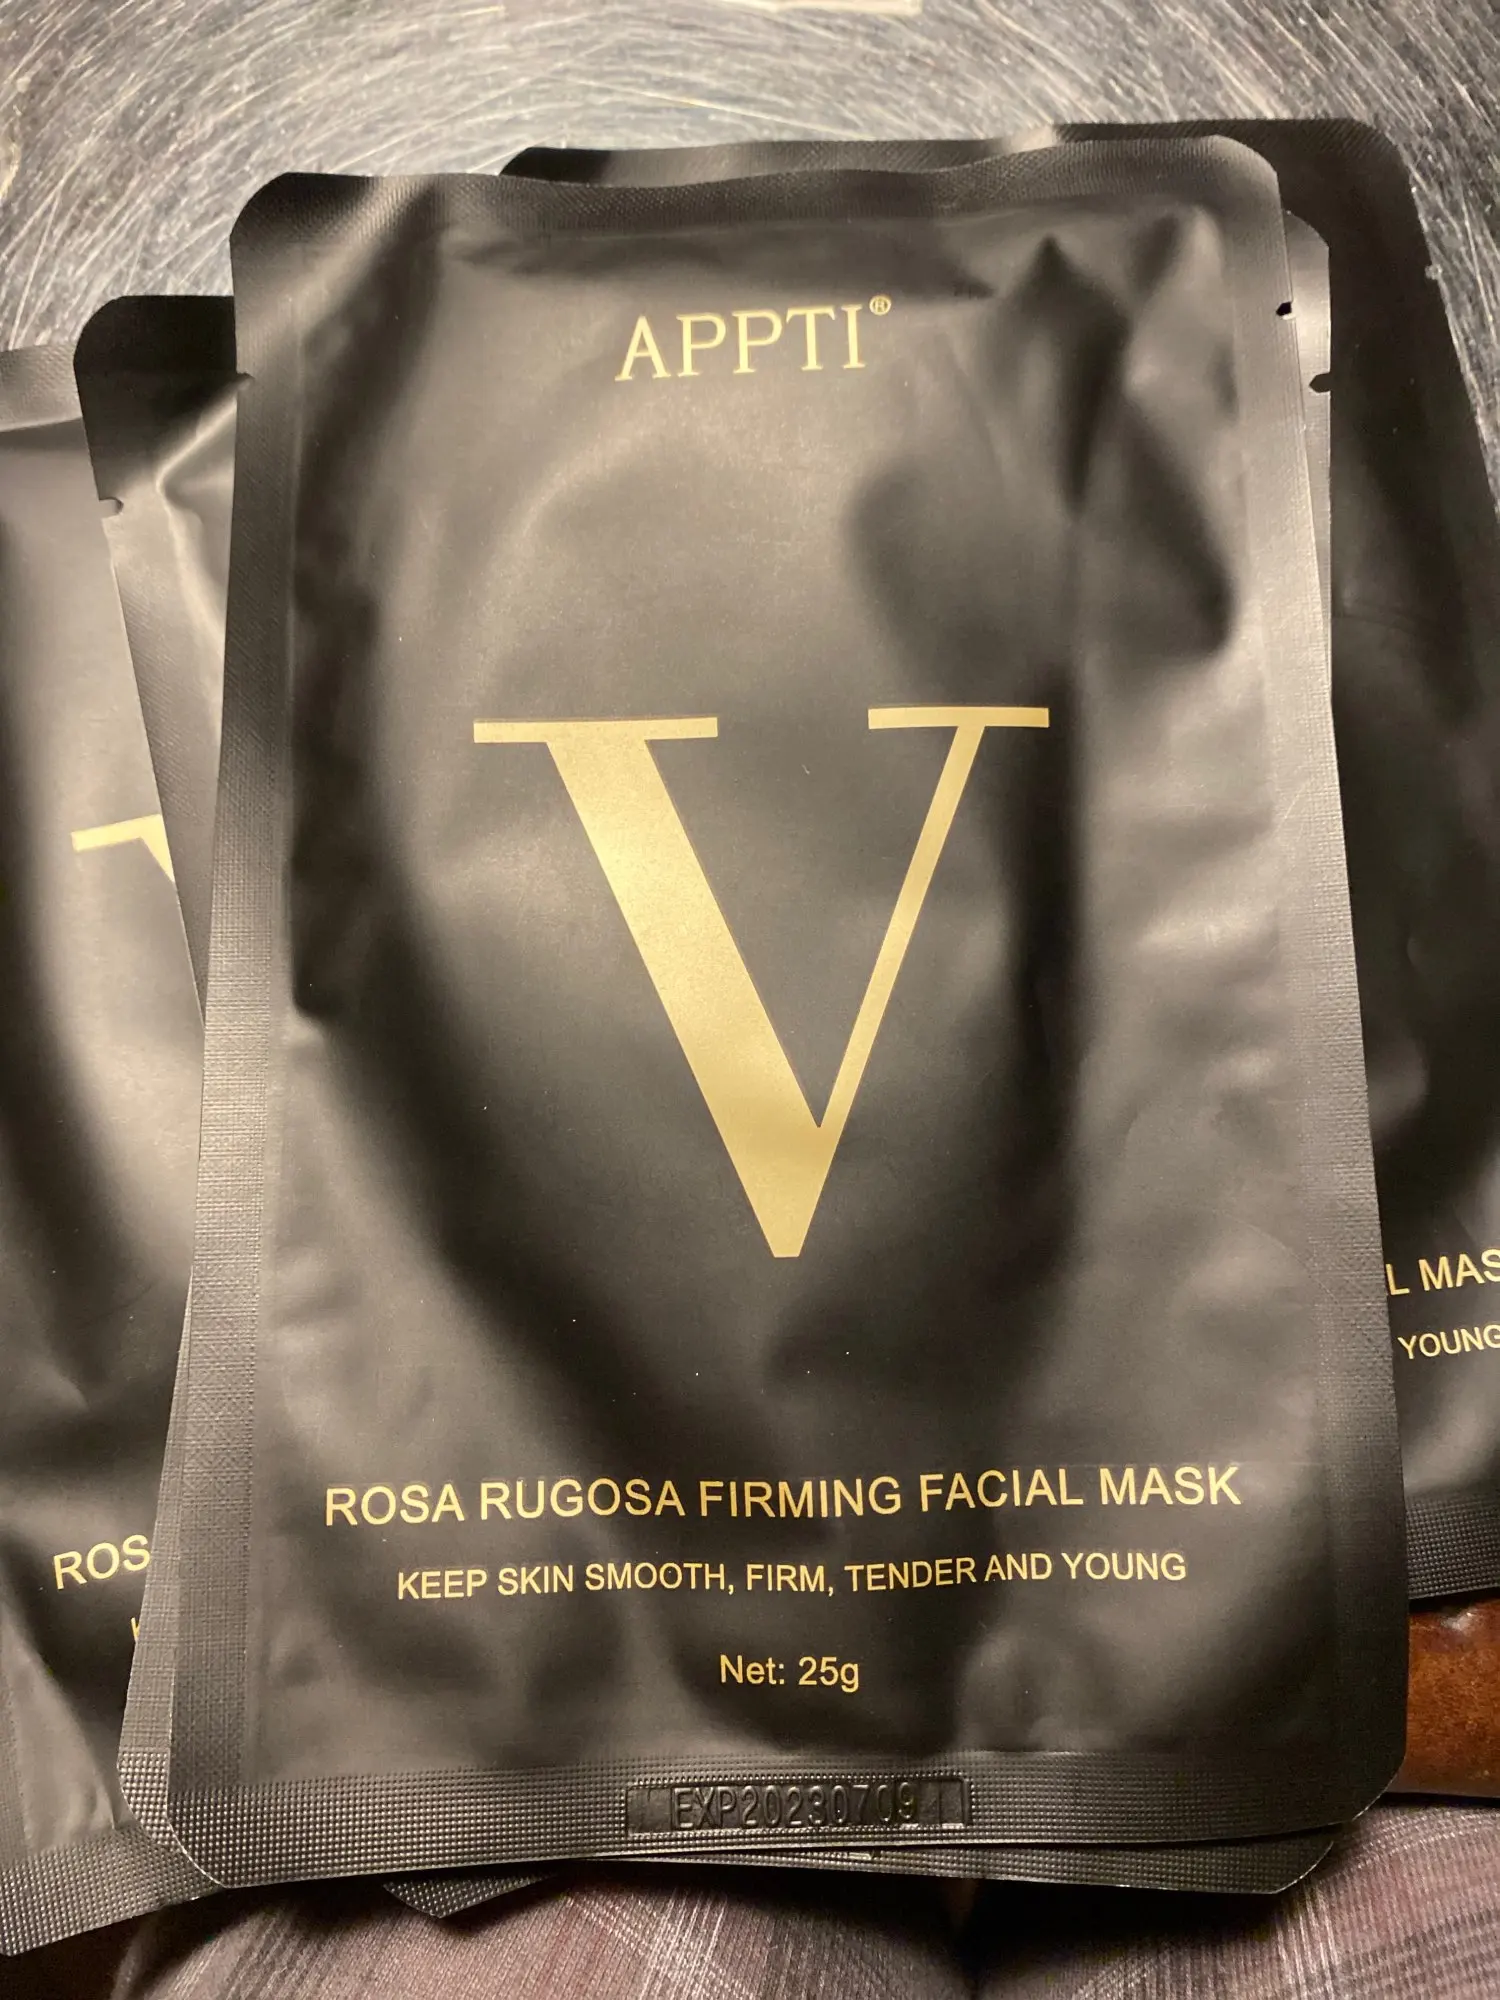 APPTI®
V
ROSA RUGOSA FIRMING FACIAL MASK
KEEP SKIN SMOOTH, FIRM, TENDER AND YOUNG
Net: 25g
EXP20230709
ROS
K
L MAS
YOUNG